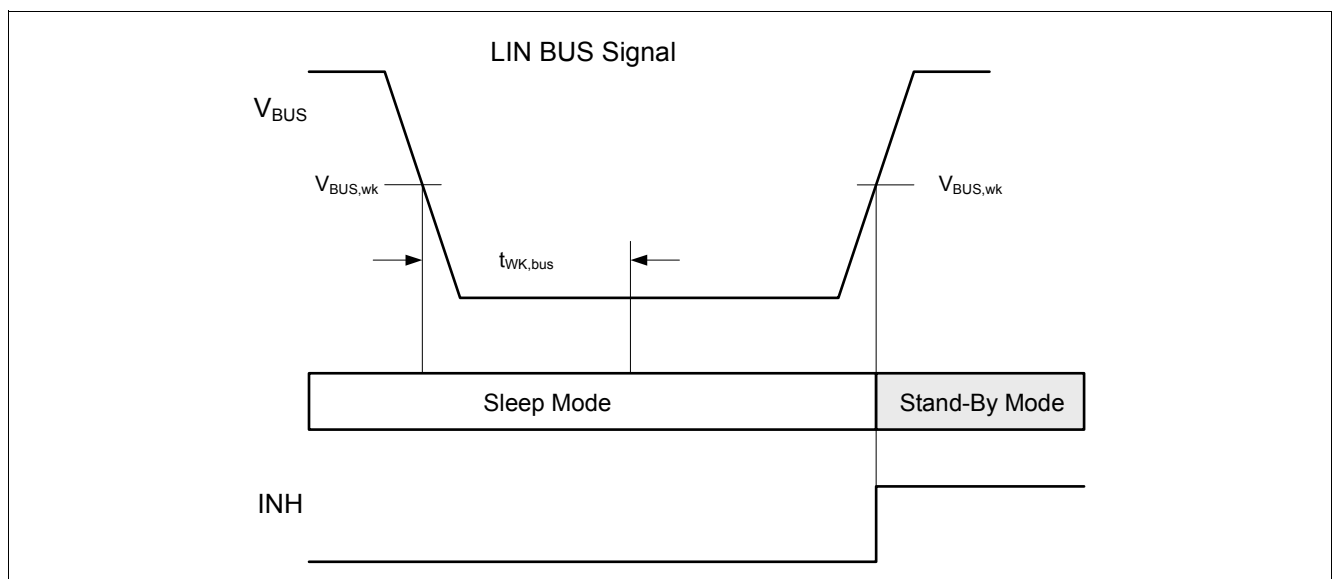 LIN BUS Signal
VBUS
VBUS,wk
VBUS,wk
tWK,bus
Sleep Mode
Stand-By Mode
INH